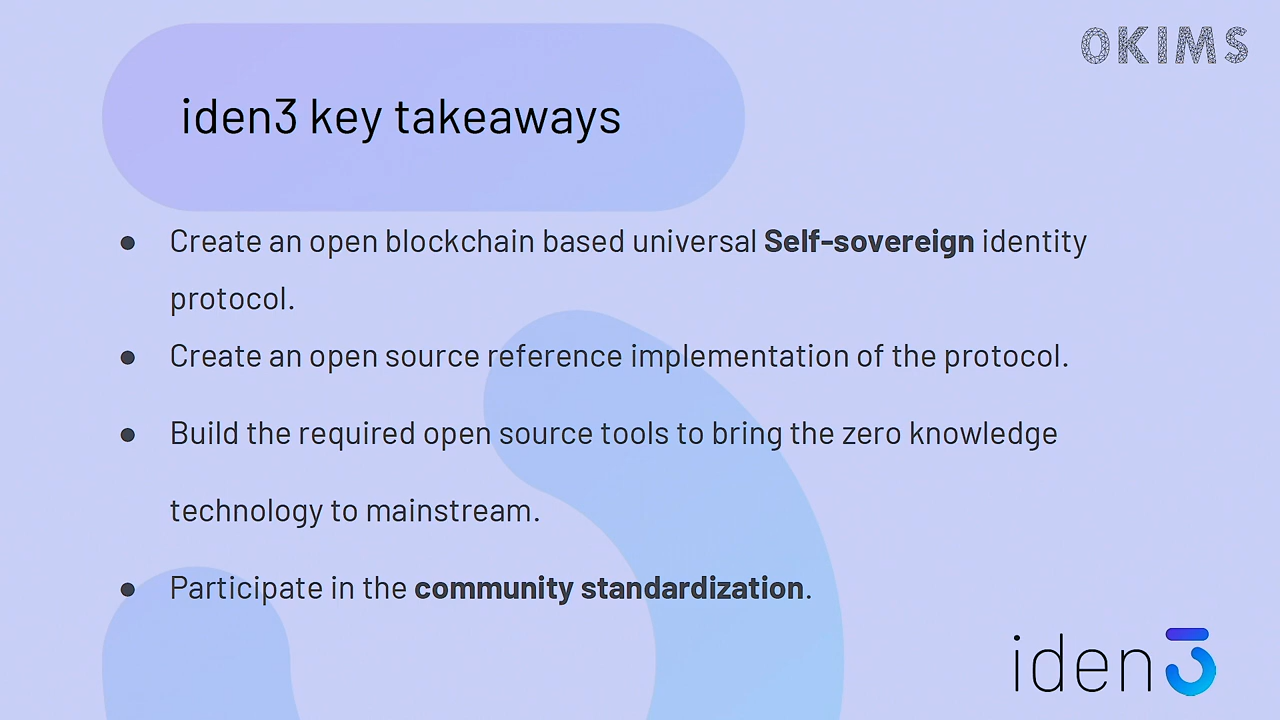 OKIMS
iden3 key takeaways
● Create an open blockchain based universal Self-sovereign identity
protocol.
● Create an open source reference implementation of the protocol.
● Build the required open source tools to bring the zero knowledge
technology to mainstream.
● Participate in the community standardization.
iden3